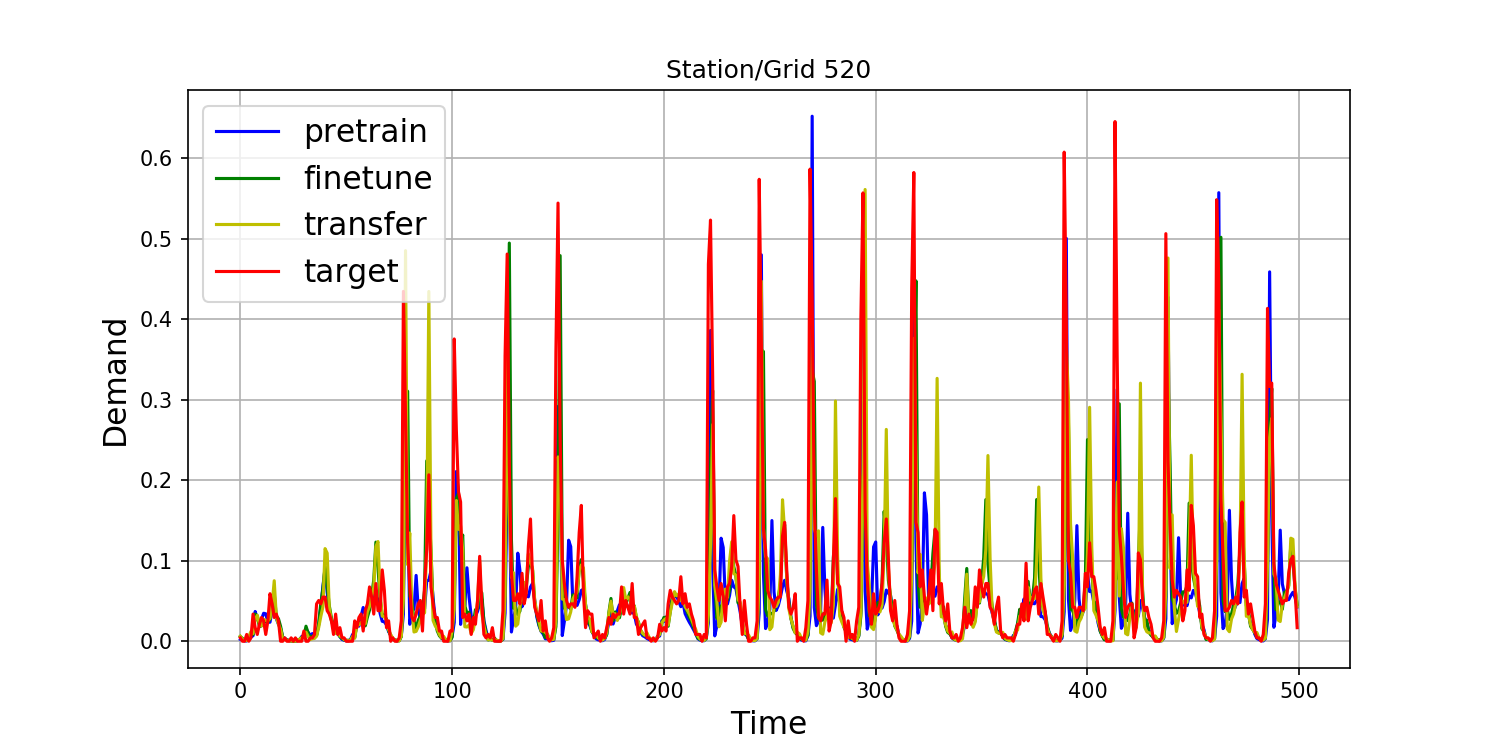 Station/Grid 520
pretrain
finetune
transfer
target
Demand
0.6
0.5
0.4
0.3
0.2
0.1
0.0
0 100 200 300 400 500
Time